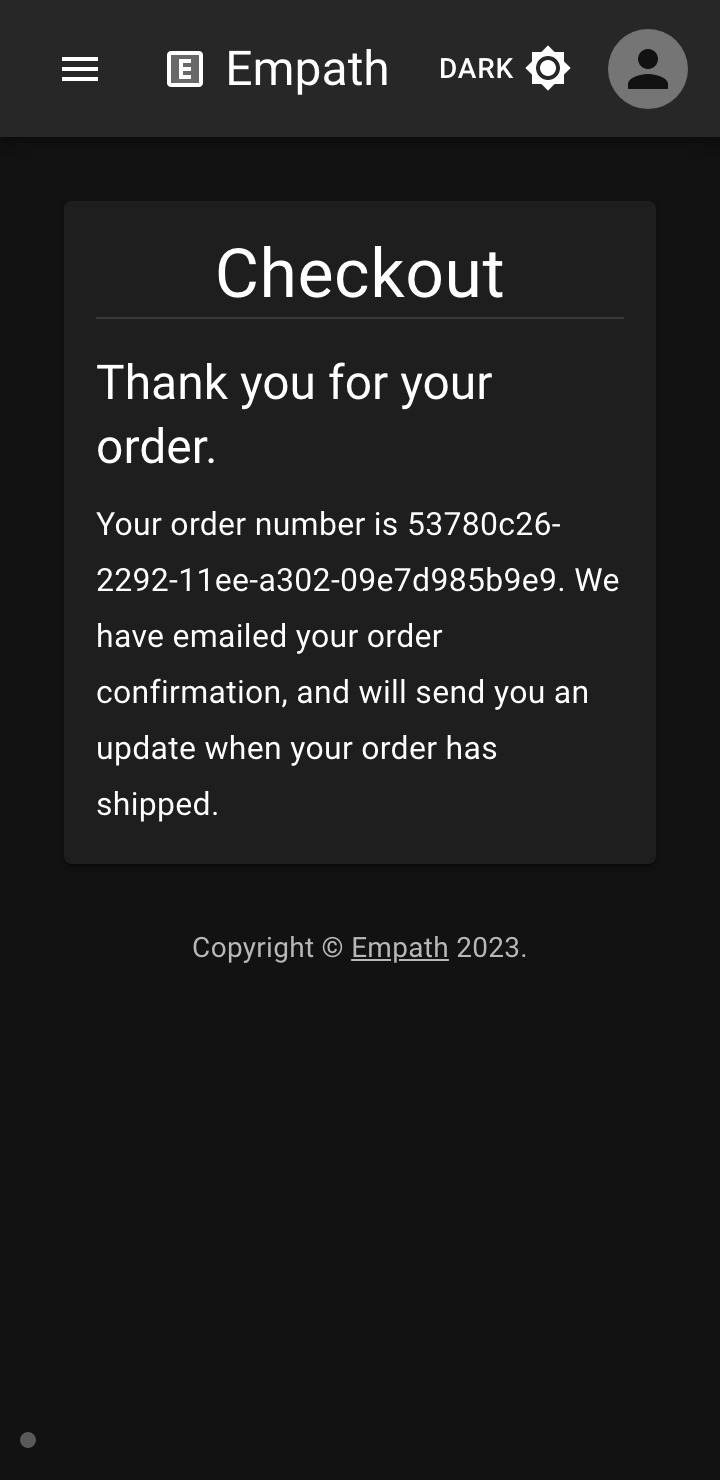 E Empath DARK
Checkout
Thank you for your
order.
Your order number is 53780c26-
2292-11ee-a302-09e7d985b9e9. We
have emailed your order
confirmation, and will send you an
update when your order has
shipped.
Copyright © Empath 2023.